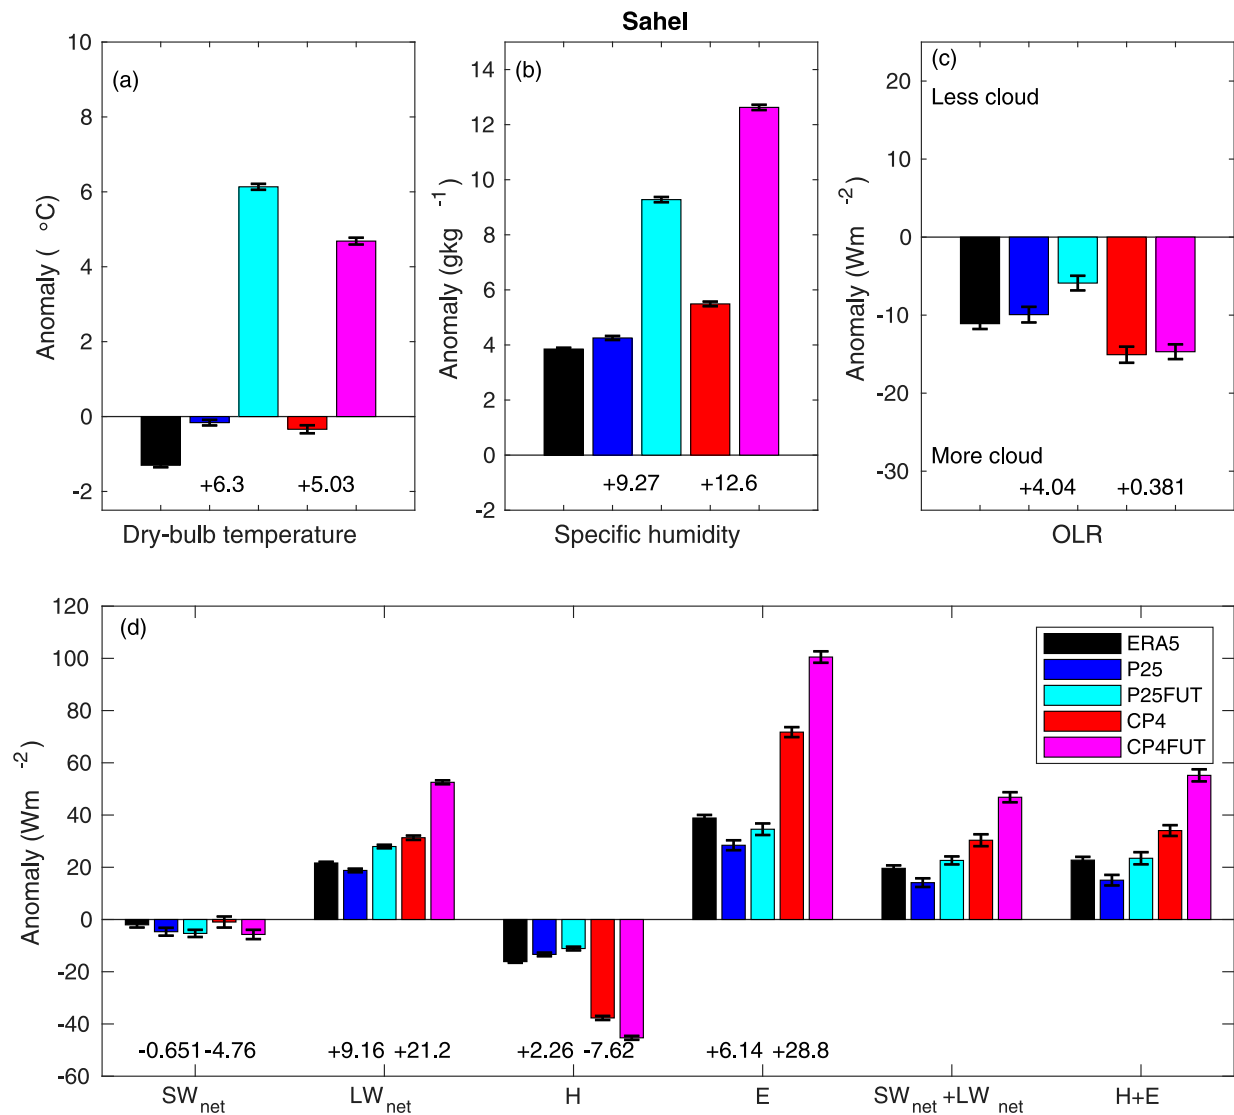 Sahel
(a)
10
8
6
4
2
0
-2
Anomaly ( °C)
+6.3
+5.03
Dry-bulb temperature
(b)
14
12
10
8
6
4
2
0
-2
Anomaly (gkg -1)
+9.27
+12.6
Specific humidity
(c)
20
10
0
-10
-20
-30
Anomaly (Wm -2)
Less cloud
More cloud
+4.04
+0.381
OLR
(d)
120
100
80
60
40
20
0
-20
-40
-60
Anomaly (Wm -2)
ERA5
P25
P25FUT
CP4
CP4FUT
-0.651 -4.76
+9.16 +21.2
+2.26 -7.62
+6.14 +28.8
SWnet
LWnet
H
E
SWnet +LWnet
H+E